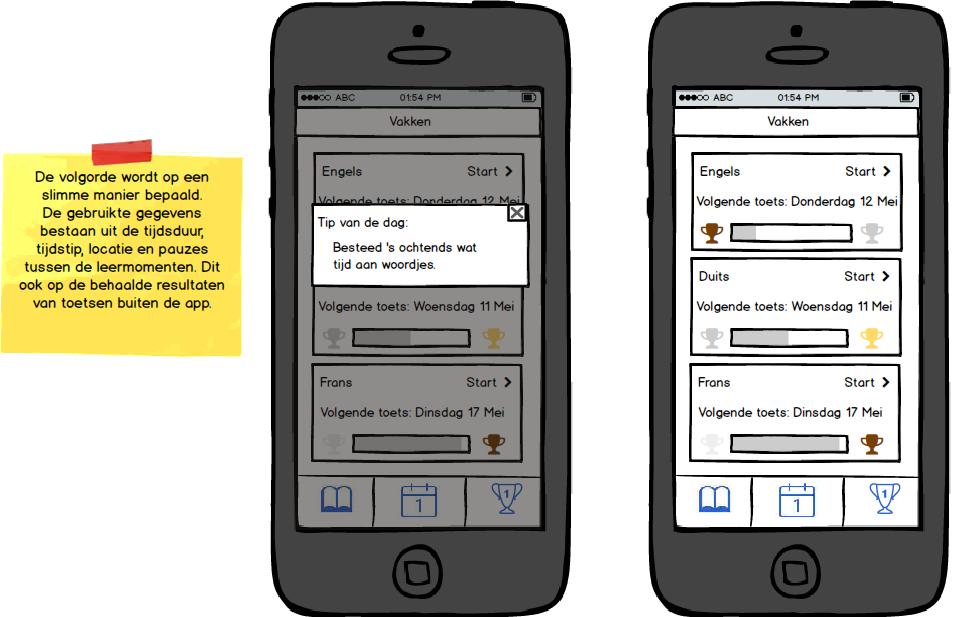 De volgorde wordt op een
slimme manier bepaald.
De gebruikte gegevens
bestaan uit de tijdsduur,
tijdstip, locatie en pauzes
tussen de leermomenten. Dit
ook op de behaalde resultaten
van toetsen buiten de app.
ABC 01:54 PM
Vakken
Engels Start
Volgende toets: Donderdag 12 Mei
Tip van de dag:
Besteed 's ochtends wat
tijd aan woordjes.
Volgende toets: Woensdag 11 Mei
Frans Start
Volgende toets: Dinsdag 17 Mei
1
1
ABC 01:54 PM
Vakken
Engels Start
Volgende toets: Donderdag 12 Mei
Duits Start
Volgende toets: Woensdag 11 Mei
Frans Start
Volgende toets: Dinsdag 17 Mei
1
1